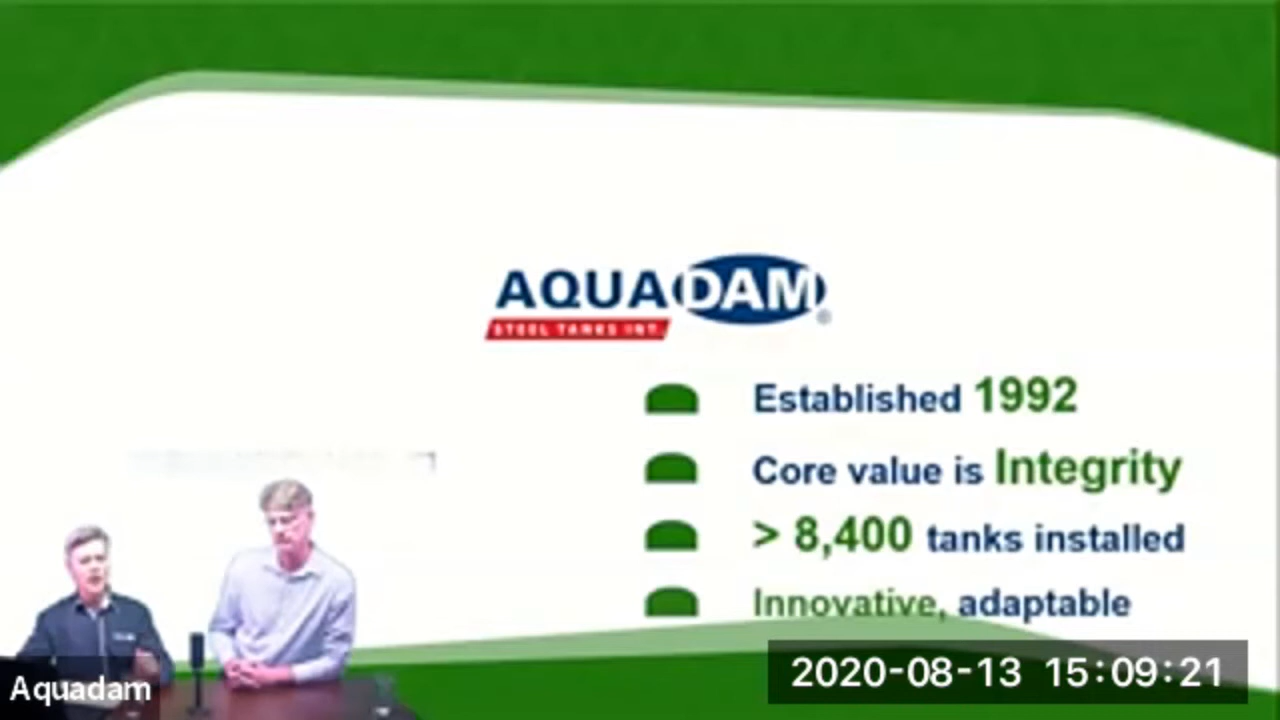 AQUADAM
STEEL TANKS INT.
Established 1992
Core value is Integrity
> 8,400 tanks installed
Innovative, adaptable
Aquadam
2020-08-13 15:09:21